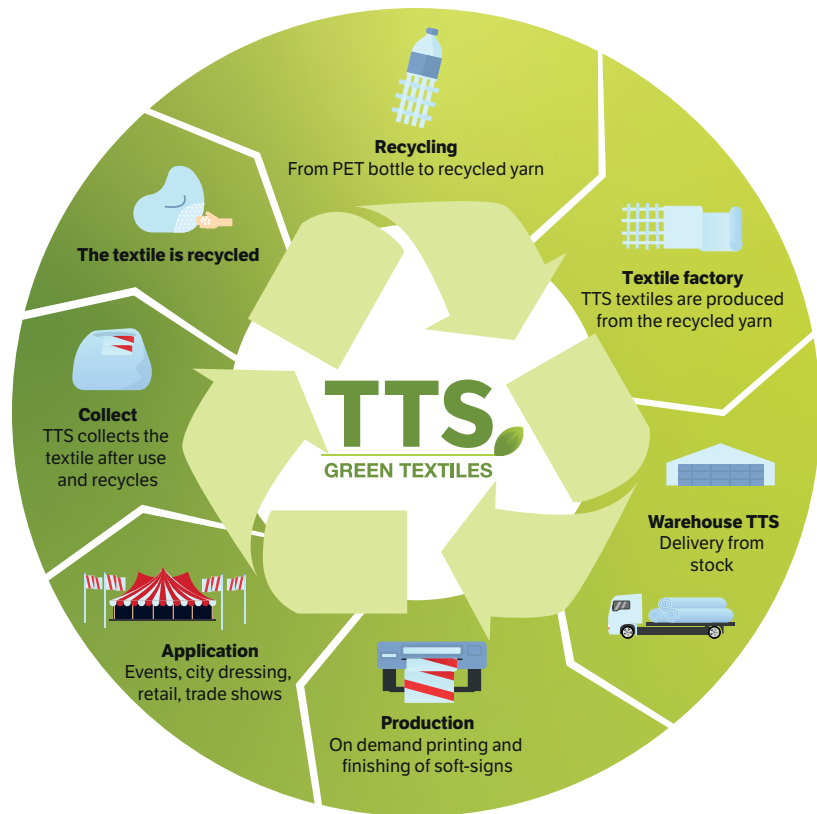 Recycling
From PET bottle to recycled yarn
Textile factory
TTS textiles are produced
from the recycled yarn
Warehouse TTS
Delivery from
stock
Production
On demand printing and
finishing of soft-signs
Application
Events, city dressing,
retail, trade shows
Collect
TTS collects the
textile after use
and recycles
The textile is recycled
TTS
GREEN TEXTILES